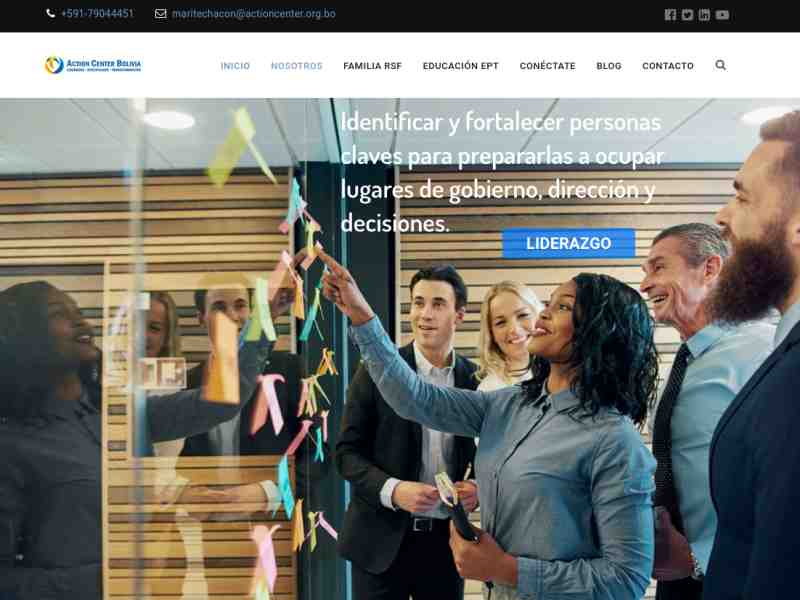 +591-79044451 maritechacon@actioncenter.org.bo
ACTION CENTER BOLIVIA
INICIO NOSOTROS FAMILIA RSF EDUCACIÓN EPT CONÉCTATE BLOG CONTACTO
Identificar y fortalecer personas
claves para prepararlas a ocupar
lugares de gobierno, dirección y
decisiones.
LIDERAZGO